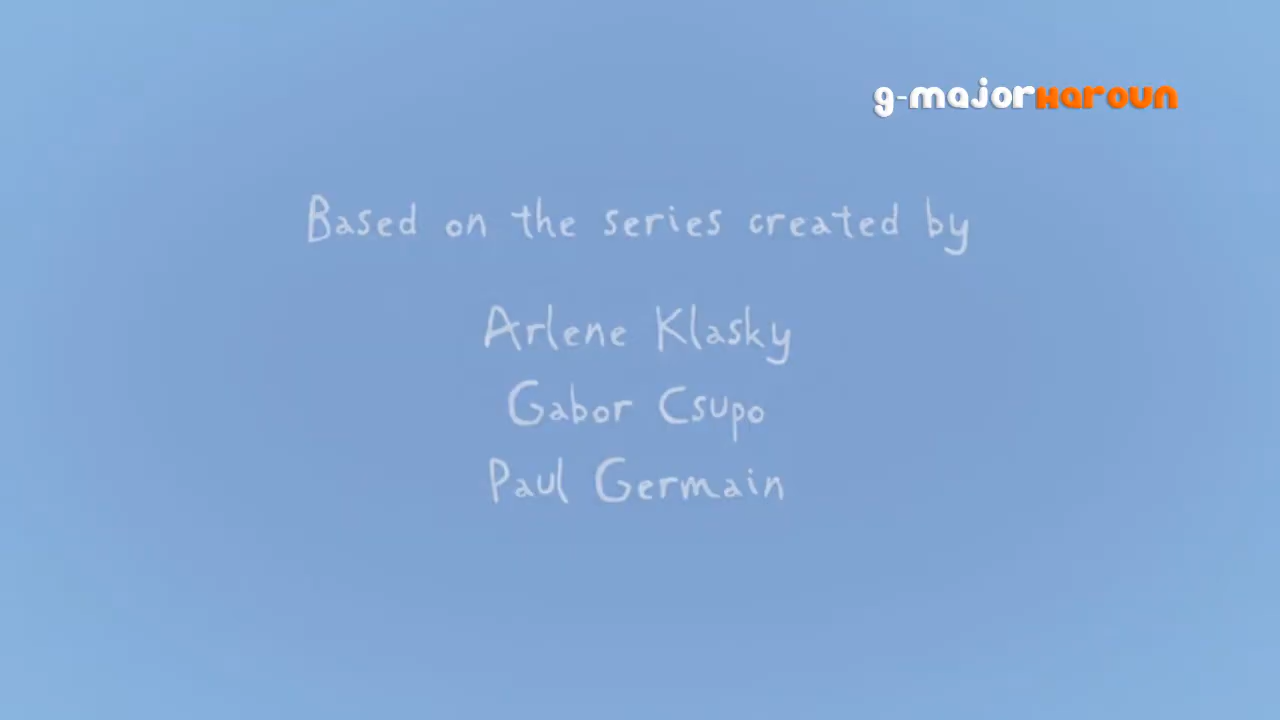 g-majorHaroun
Based on the series created by
Arlene Klasky
Gabor Csupo
Paul Germain